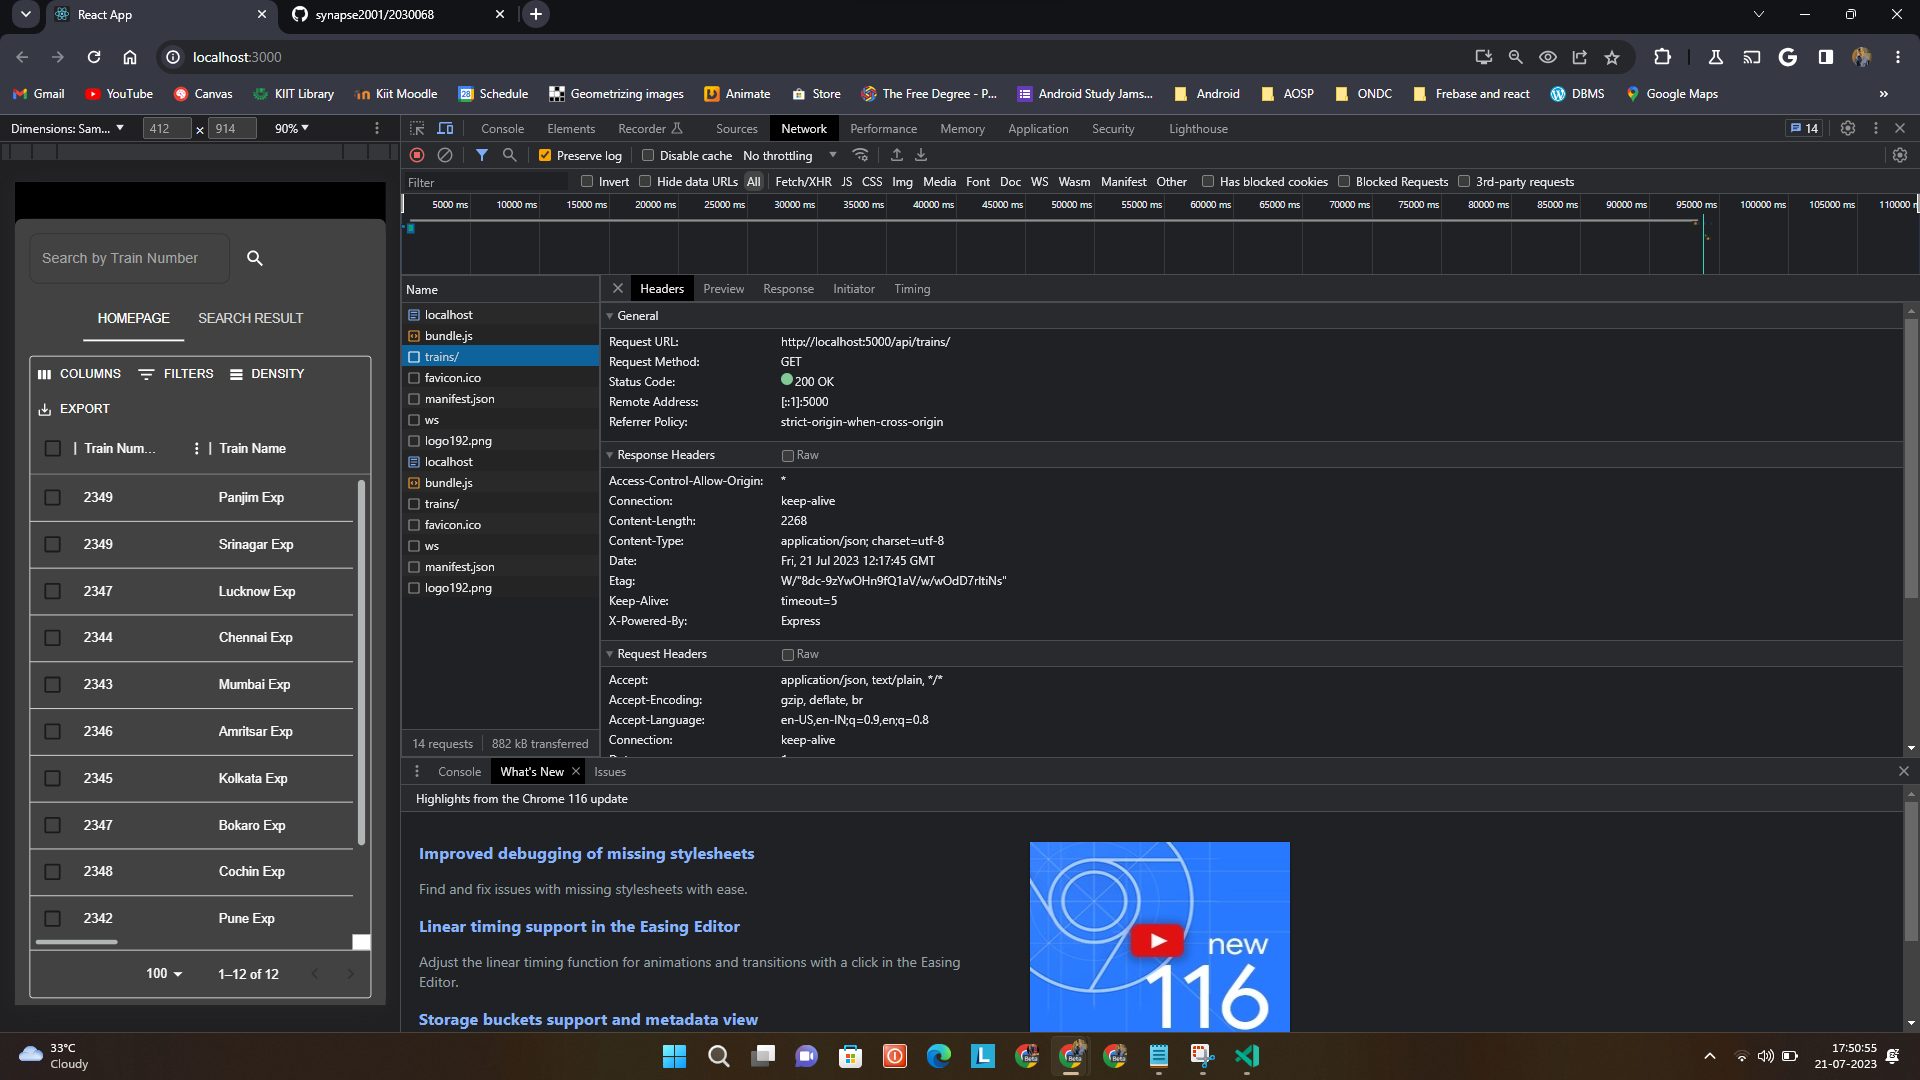 React App
synapse2001/2030068
localhost:3000
Gmail YouTube Canvas KIIT Library Kiit Moodle Schedule Geometrizing images Animate Store The Free Degree - P... Android Study Jams... Android AOSP ONDC Frebase and react DBMS Google Maps »
Dimensions: Sam... 412 × 914 90%
Console Elements Recorder Sources Network Performance Memory Application Security Lighthouse 14
Preserve log Disable cache No throttling
Filter Invert Hide data URLs All Fetch/XHR JS CSS Img Media Font Doc WS Wasm Manifest Other Has blocked cookies Blocked Requests 3rd-party requests
5000 ms 10000 ms 15000 ms 20000 ms 25000 ms 30000 ms 35000 ms 40000 ms 45000 ms 50000 ms 55000 ms 60000 ms 65000 ms 70000 ms 75000 ms 80000 ms 85000 ms 90000 ms 95000 ms 100000 ms 105000 ms 110000 m
Search by Train Number
HOMEPAGE SEARCH RESULT
COLUMNS FILTERS DENSITY
EXPORT
Train Num... Train Name
2349 Panjim Exp
2349 Srinagar Exp
2347 Lucknow Exp
2344 Chennai Exp
2343 Mumbai Exp
2346 Amritsar Exp
2345 Kolkata Exp
2347 Bokaro Exp
2348 Cochin Exp
2342 Pune Exp
100 1–12 of 12
Name
localhost
bundle.js
trains/
favicon.ico
manifest.json
ws
logo192.png
localhost
bundle.js
trains/
favicon.ico
ws
manifest.json
logo192.png
14 requests 882 kB transferred
Headers Preview Response Initiator Timing
General
Request URL: http://localhost:5000/api/trains/
Request Method: GET
Status Code: 200 OK
Remote Address: [::1]:5000
Referrer Policy: strict-origin-when-cross-origin
Response Headers Raw
Access-Control-Allow-Origin: *
Connection: keep-alive
Content-Length: 2268
Content-Type: application/json; charset=utf-8
Date: Fri, 21 Jul 2023 12:17:45 GMT
Etag: W/"8dc-9zYwOHn9fQ1aV/w/wOdD7rltiNs"
Keep-Alive: timeout=5
X-Powered-By: Express
Request Headers Raw
Accept: application/json, text/plain, */*
Accept-Encoding: gzip, deflate, br
Accept-Language: en-US,en-IN;q=0.9,en;q=0.8
Connection: keep-alive
Console What's New Issues
Highlights from the Chrome 116 update
Improved debugging of missing stylesheets
Find and fix issues with missing stylesheets with ease.
Linear timing support in the Easing Editor
Adjust the linear timing function for animations and transitions with a click in the Easing
Editor.
Storage buckets support and metadata view
new
116
33°C
Cloudy
17:50:55
21-07-2023